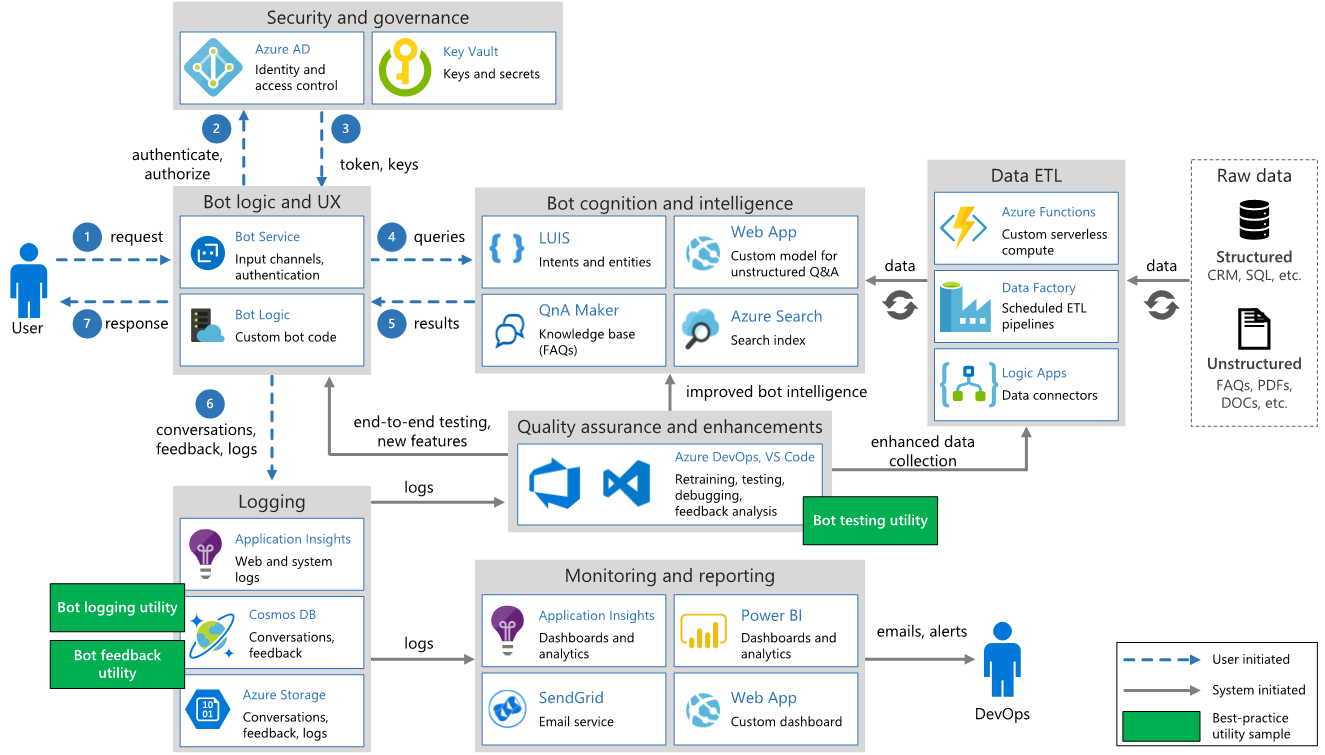 Security and governance
Azure AD
Identity and
access control
Key Vault
Keys and secrets
2
authenticate,
authorize
3
token, keys
Bot logic and UX
Bot Service
Input channels,
authentication
Bot Logic
Custom bot code
1
request
7
response
User
4
queries
5
results
Bot cognition and intelligence
LUIS
Intents and entities
Web App
Custom model for
unstructured Q&A
QnA Maker
Knowledge base
(FAQs)
Azure Search
Search index
data
Data ETL
Azure Functions
Custom serverless
compute
Data Factory
Scheduled ETL
pipelines
Logic Apps
Data connectors
data
Raw data
Structured
CRM, SQL, etc.
Unstructured
FAQs, PDFs,
DOCs, etc.
6
conversations,
feedback, logs
end-to-end testing,
new features
improved bot intelligence
Quality assurance and enhancements
Azure DevOps, VS Code
Retraining, testing,
debugging,
feedback analysis
Bot testing utility
enhanced data
collection
Logging
Application Insights
Web and system
logs
Bot logging utility
Cosmos DB
Conversations,
feedback
Bot feedback
utility
10
01
Azure Storage
Conversations,
feedback, logs
logs
logs
Monitoring and reporting
Application Insights
Dashboards and
analytics
Power BI
Dashboards and
analytics
SendGrid
Email service
Web App
Custom dashboard
emails, alerts
DevOps
User initiated
System initiated
Best-practice
utility sample